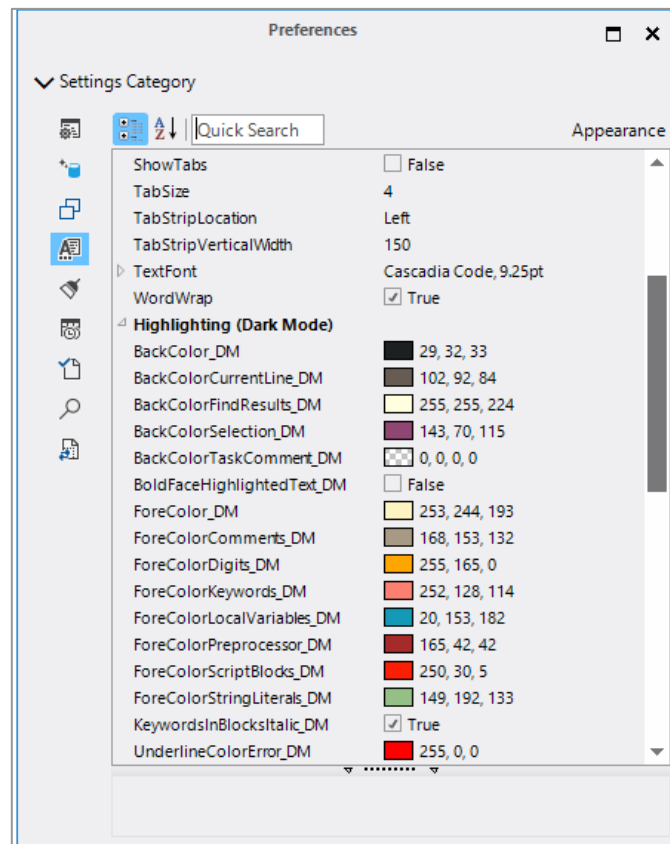 Preferences
Settings Category
Quick Search
Appearance
ShowTabs False
TabSize 4
TabStripLocation Left
TabStripVerticalWidth 150
TextFont Cascadia Code, 9.25pt
WordWrap True
Highlighting (Dark Mode)
BackColor_DM 29, 32, 33
BackColorCurrentLine_DM 102, 92, 84
BackColorFindResults_DM 255, 255, 224
BackColorSelection_DM 143, 70, 115
BackColorTaskComment_DM 0, 0, 0, 0
BoldFaceHighlightedText_DM False
ForeColor_DM 253, 244, 193
ForeColorComments_DM 168, 153, 132
ForeColorDigits_DM 255, 165, 0
ForeColorKeywords_DM 252, 128, 114
ForeColorLocalVariables_DM 20, 153, 182
ForeColorPreprocessor_DM 165, 42, 42
ForeColorScriptBlocks_DM 250, 30, 5
ForeColorStringLiterals_DM 149, 192, 133
KeywordsInBlocksItalic_DM True
UnderlineColorError_DM 255, 0, 0